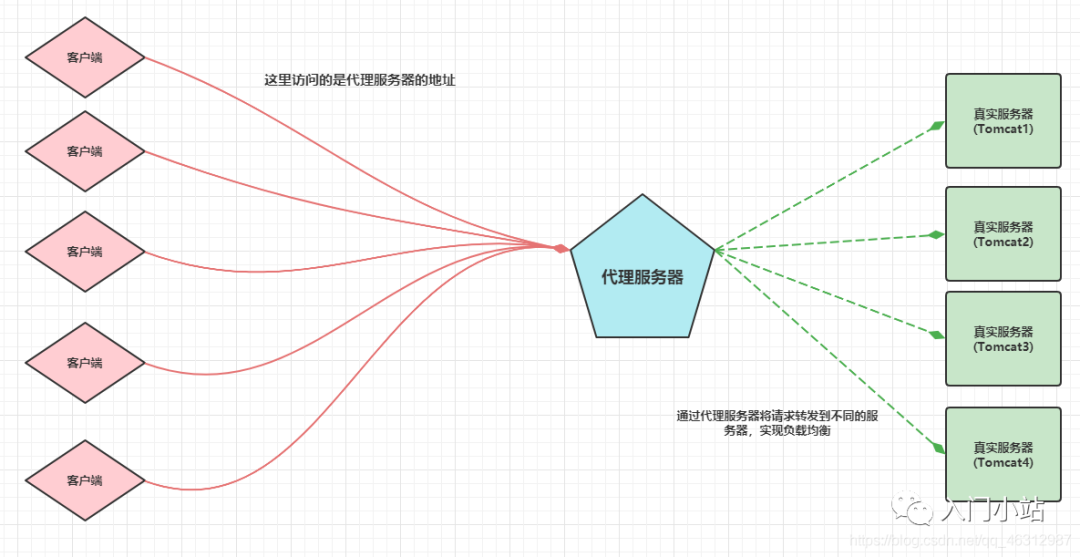 客户端
这里访问的是代理服务器的地址
真实服务器
(Tomcat1)
客户端
真实服务器
(Tomcat2)
客户端
代理服务器
真实服务器
(Tomcat3)
客户端
通过代理服务器将请求转发到不同的服
务器，实现负载均衡
真实服务器
(Tomcat4)
客户端
入门小站
https://blog.csdn.net/qq_46312987